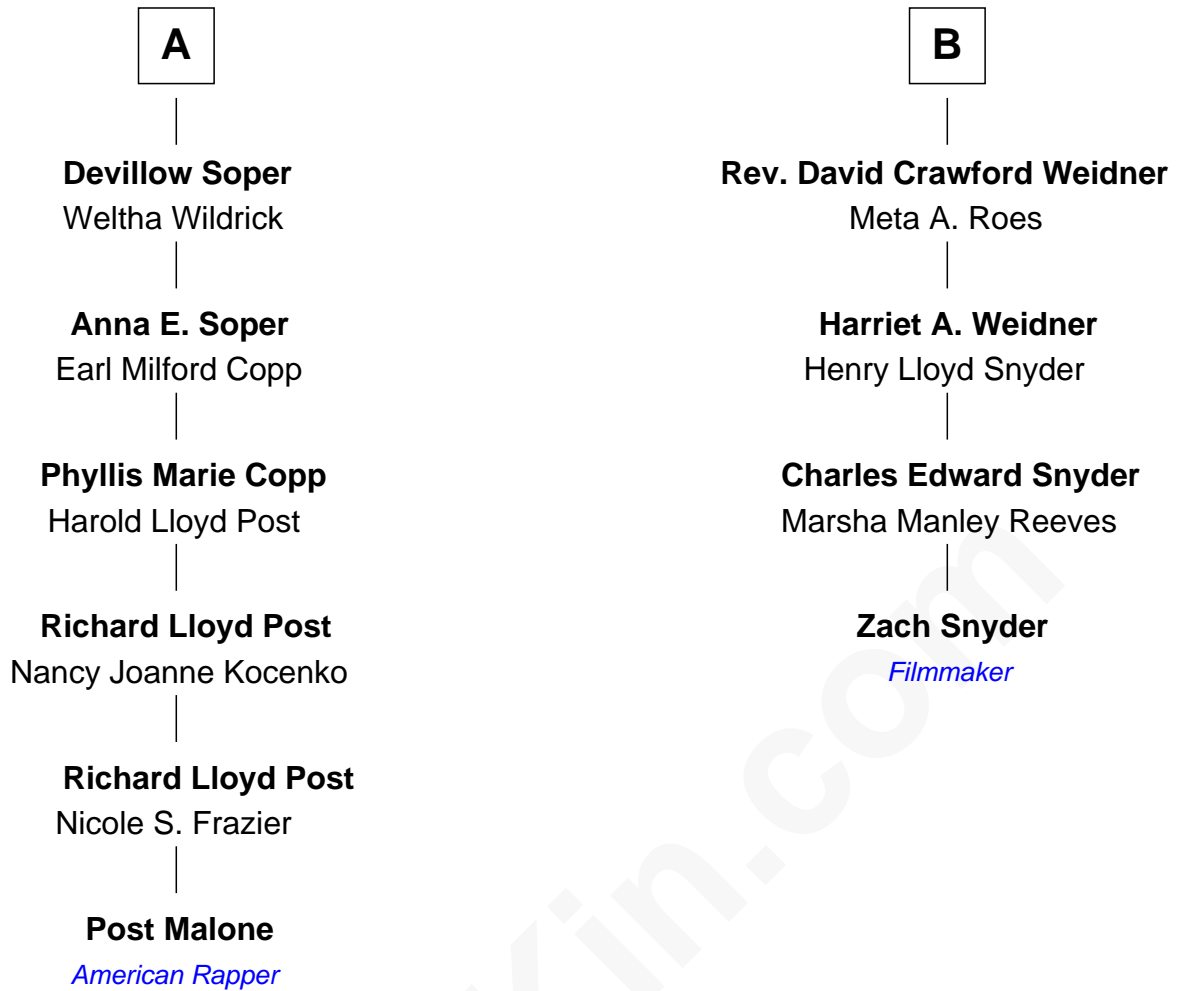 A
Devillow Soper
Weltha Wildrick
Anna E. Soper
Earl Milford Copp
Phyllis Marie Copp
Harold Lloyd Post
Richard Lloyd Post
Nancy Joanne Kocenko
Richard Lloyd Post
Nicole S. Frazier
Post Malone
American Rapper
B
Rev. David Crawford Weidner
Meta A. Roes
Harriet A. Weidner
Henry Lloyd Snyder
Charles Edward Snyder
Marsha Manley Reeves
Zach Snyder
Filmmaker